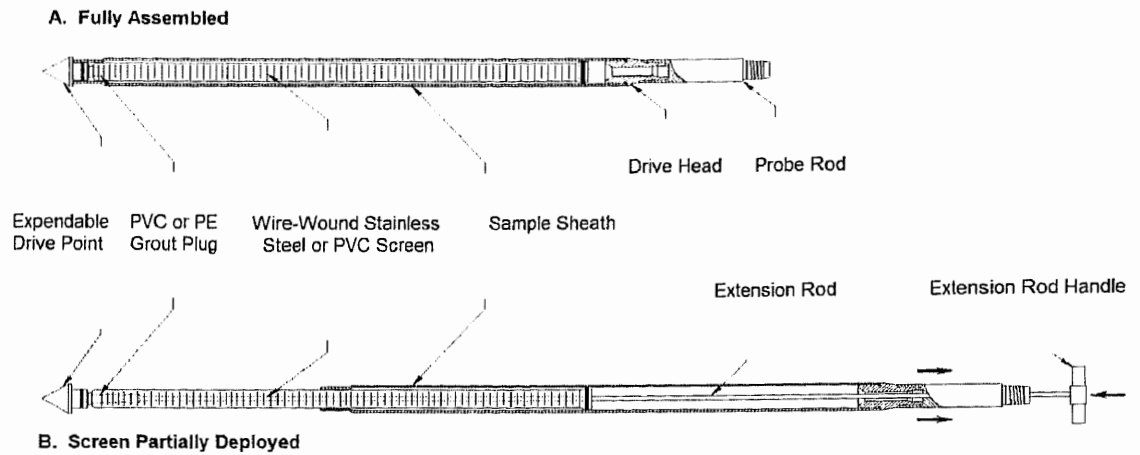 A. Fully Assembled
Drive Head
Probe Rod
Expendable
Drive Point
PVC or PE
Grout Plug
Wire-Wound Stainless
Steel or PVC Screen
Sample Sheath
Extension Rod
Extension Rod Handle
B. Screen Partially Deployed